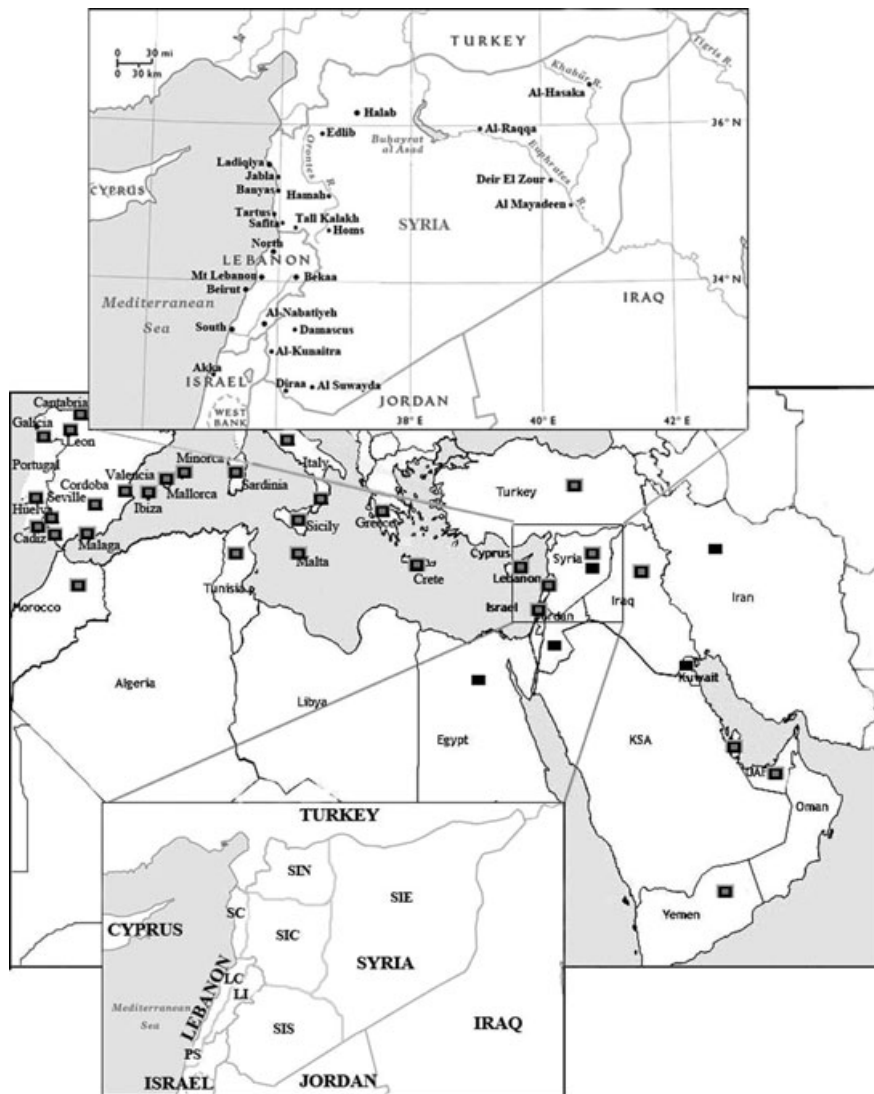 TURKEY
0 30 mi
0 30 km
Khabūr R.
Tigris R.
Al-Hasaka
Halab
36° N
Edlib
Buhayrat
al Asad
Al-Raqqa
Orontes R.
Euphrates R.
Ladiqiya
Jabla
Banyas
CYPRUS
Hamah
Deir El Zour
Al Mayadeen
Tartus
Safita
Tall Kalakh
Homs
SYRIA
North
LEBANON
Mt Lebanon
Bekaa
34° N
Beirut
IRAQ
Mediterranean
Sea
Al-Nabatiyeh
South
Damascus
Al-Kunaitra
Akka
ISRAEL
Diraa
Al Suwayda
JORDAN
WEST
BANK
38° E
40° E
42° E
Cantabria
Galicia
Leon
Portugal
Minorca
Italy
Valencia
Cordoba
Mallorca
Sardinia
Turkey
Seville
Ibiza
Huelva
Sicily
Greece
Cadiz
Malaga
Malta
Crete
Cyprus
Syria
Lebanon
Tunisia
Morocco
Israel
Jordan
Iraq
Iran
Kuwait
Algeria
Libya
Egypt
KSA
UAE
Oman
Yemen
TURKEY
SIN
SIE
SC
SIC
CYPRUS
SYRIA
LEBANON
LC
LI
Mediterranean
Sea
SIS
IRAQ
PS
ISRAEL
JORDAN